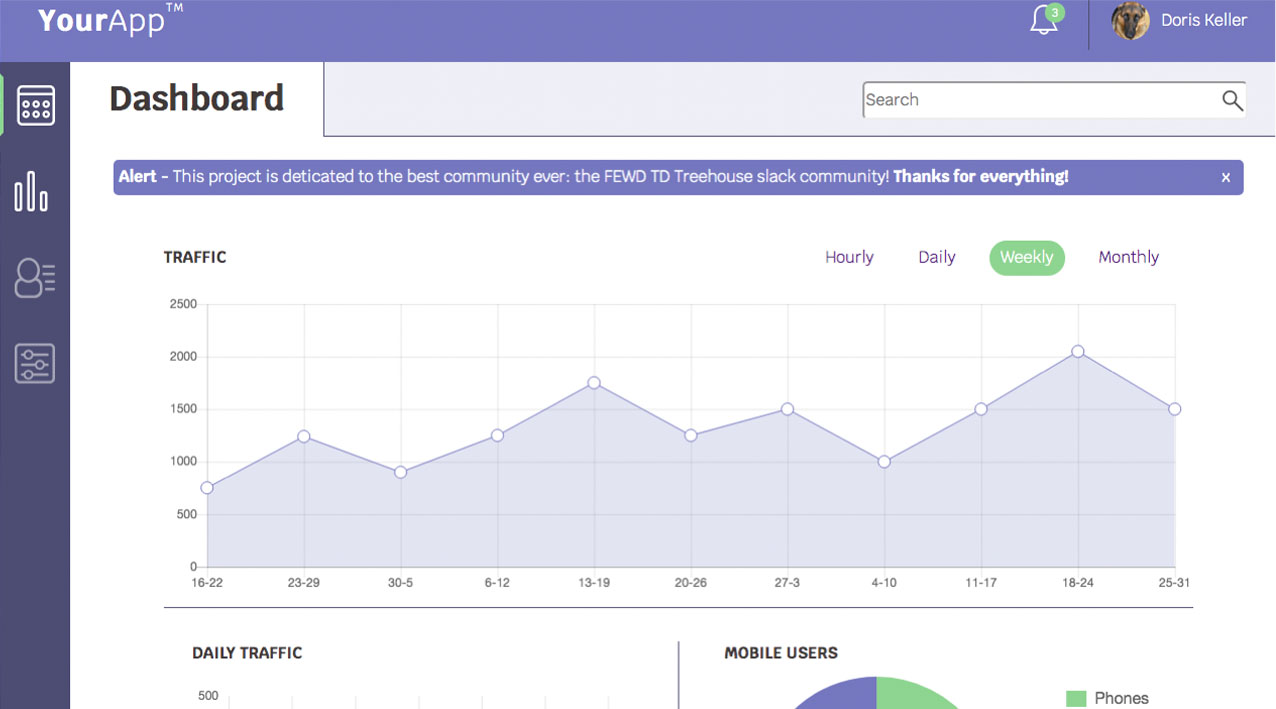 YourApp™
3
Doris Keller
Dashboard
Search
Alert - This project is deticated to the best community ever: the FEWD TD Treehouse slack community! Thanks for everything!
x
TRAFFIC
Hourly Daily Weekly Monthly
2500
2000
1500
1000
500
0
16-22 23-29 30-5 6-12 13-19 20-26 27-3 4-10 11-17 18-24 25-31
DAILY TRAFFIC
500
MOBILE USERS
Phones